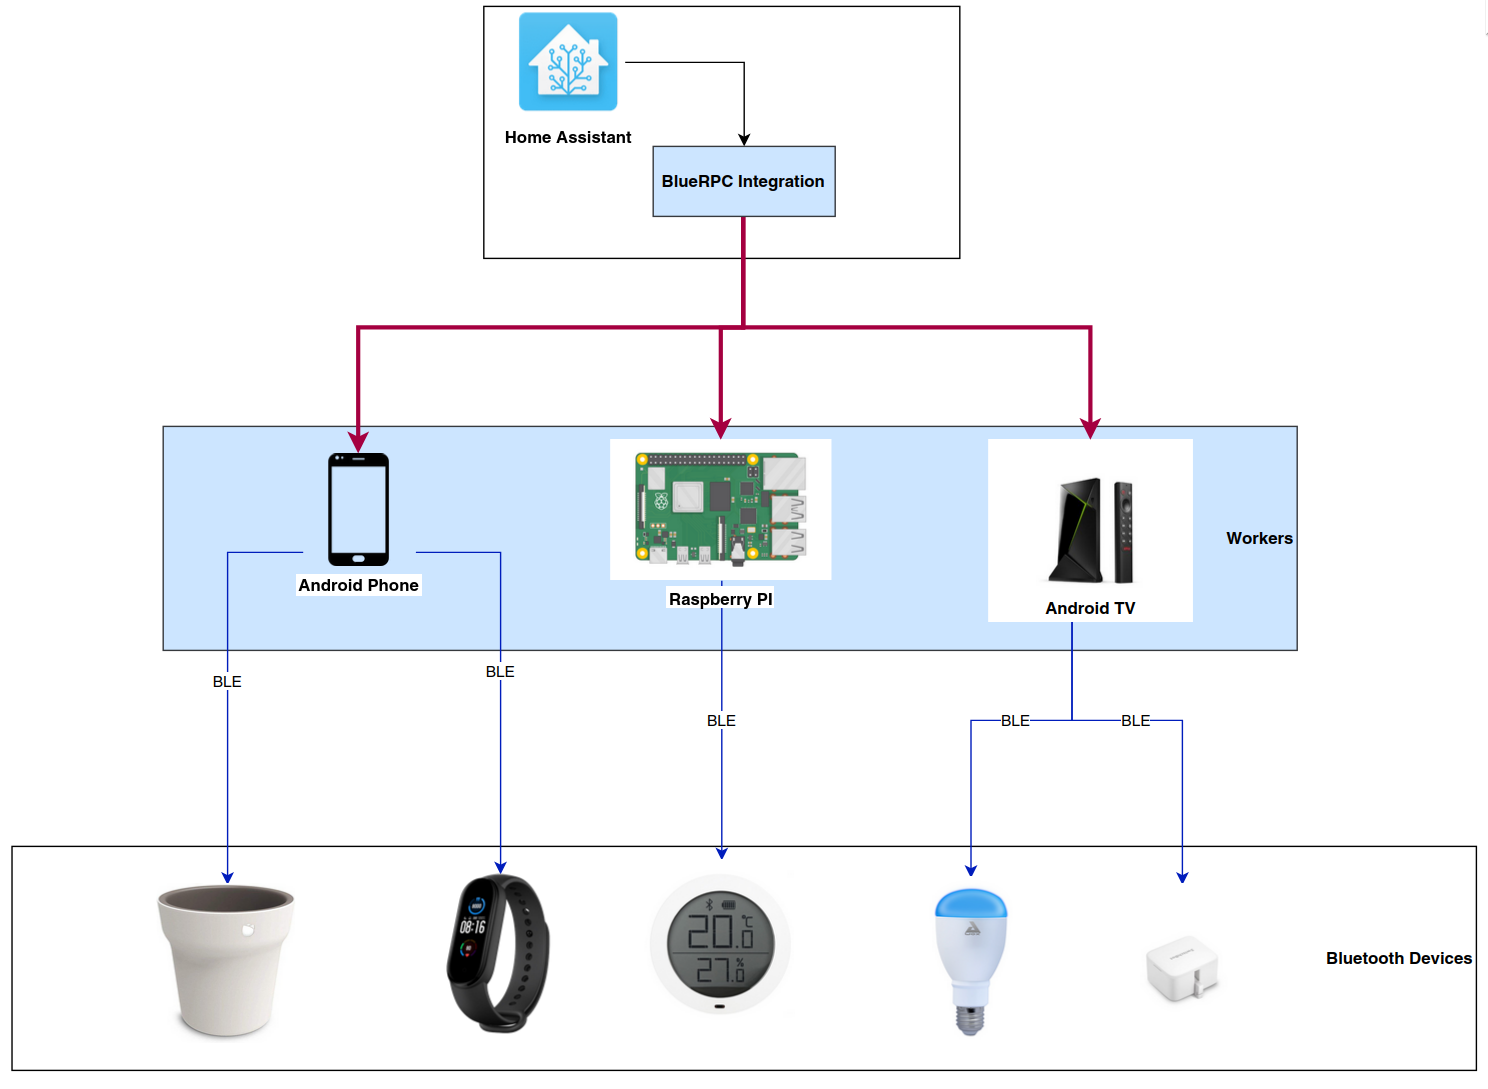 Home Assistant
BlueRPC Integration
Workers
Android Phone
Raspberry PI
Android TV
BLE
BLE
BLE
BLE
BLE
08:16
20.0 °C
27.0 %
Bluetooth Devices